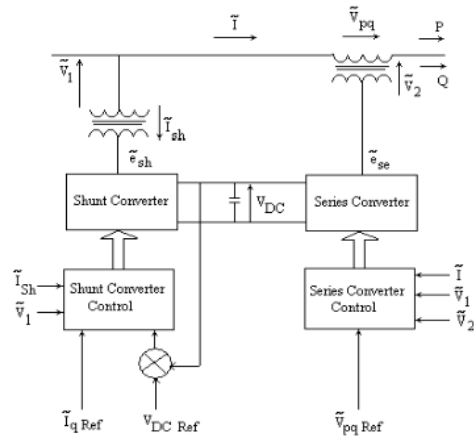 Ĩ
Ṽpq
P
Q
Ṽ1
Ṽ2
Ĩsh
ẽsh
ẽse
Shunt Converter
VDC
Series Converter
ĨSh
Ṽ1
Shunt Converter
Control
Series Converter
Control
Ĩ
Ṽ1
Ṽ2
Ĩq Ref
VDC Ref
Ṽpq Ref